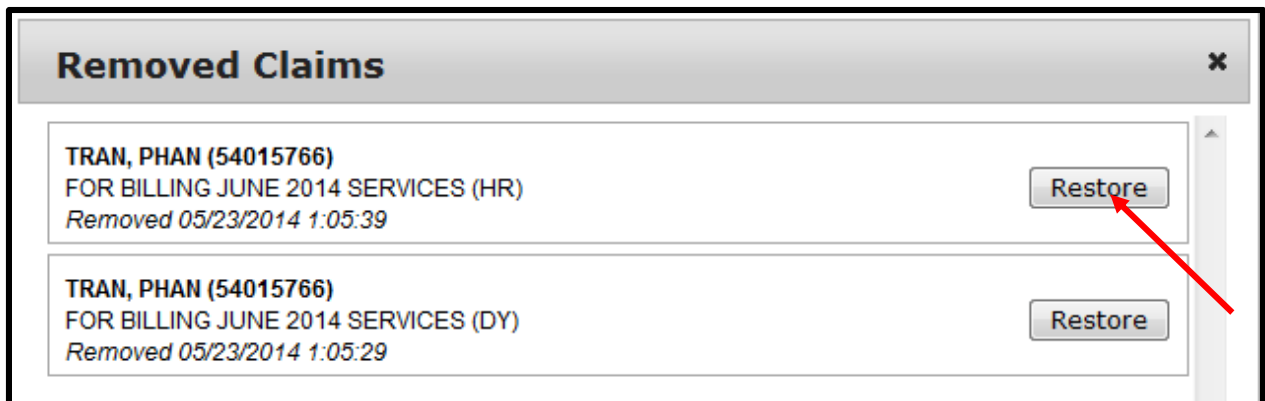 Removed Claims
TRAN, PHAN (54015766)
FOR BILLING JUNE 2014 SERVICES (HR)
Removed 05/23/2014 1:05:39
Restore
TRAN, PHAN (54015766)
FOR BILLING JUNE 2014 SERVICES (DY)
Removed 05/23/2014 1:05:29
Restore